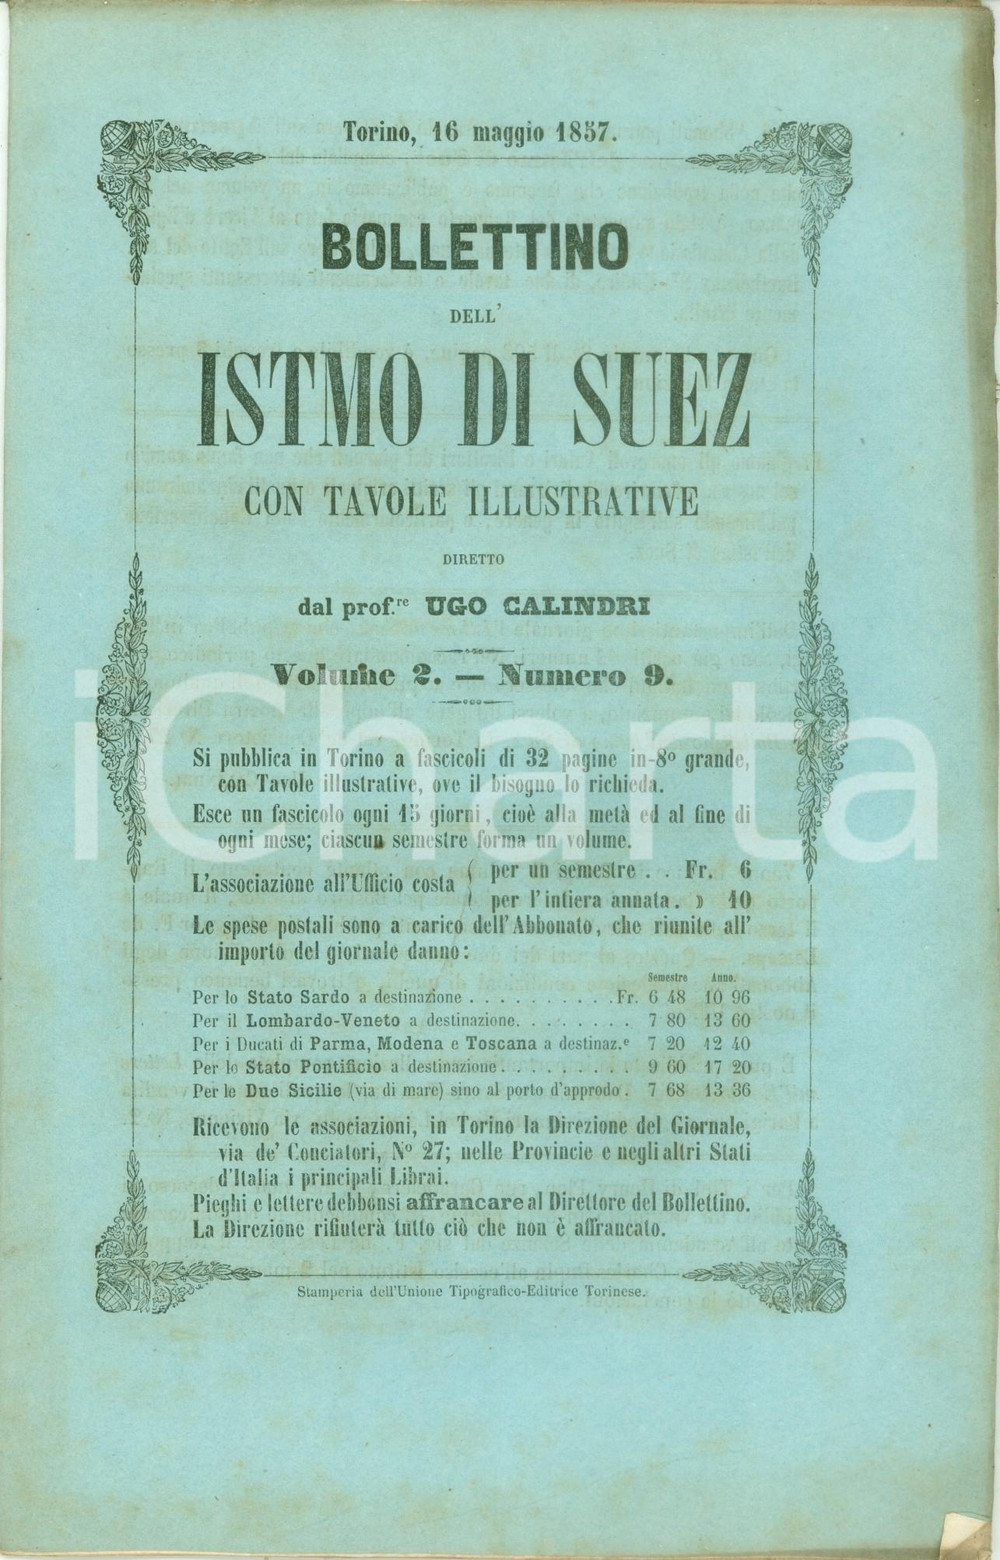 Torino, 16 maggio 1857.
BOLLETTINO
DELL'
ISTMO DI SUEZ
CON TAVOLE ILLUSTRATIVE
DIRETTO
dal prof.re UGO CALINDRI
Volume 2. — Numero 9.
Si pubblica in Torino a fascicoli di 32 pagine in-8º grande,
con Tavole illustrative, ove il bisogno lo richieda.
Esce un fascicolo ogni 15 giorni, cioè alla metà ed al fine di
ogni mese; ciascun semestre forma un volume.
L'associazione all'Ufficio costa
per un semestre . . Fr. 6
per l'intiera annata. » 10
Le spese postali sono a carico dell'Abbonato, che riunite all'
importo del giornale danno:
Semestre Anno.
Per lo Stato Sardo a destinazione . . . . . . . . . . Fr. 6 48 10 96
Per il Lombardo-Veneto a destinazione. . . . . . . . 7 80 13 60
Per i Ducati di Parma, Modena e Toscana a destinaz.e 7 20 12 40
Per lo Stato Pontificio a destinazione . . . . . . . . . 9 60 17 20
Per le Due Sicilie (via di mare) sino al porto d'approdo . 7 68 13 36
Ricevono le associazioni, in Torino la Direzione del Giornale,
via de' Conciatori, Nº 27; nelle Provincie e negli altri Stati
d'Italia i principali Librai.
Pieghi e lettere debbonsi affrancare al Direttore del Bollettino.
La Direzione rifiuterà tutto ciò che non è affrancato.
Stamperia dell'Unione Tipografico-Editrice Torinese.
iCharta